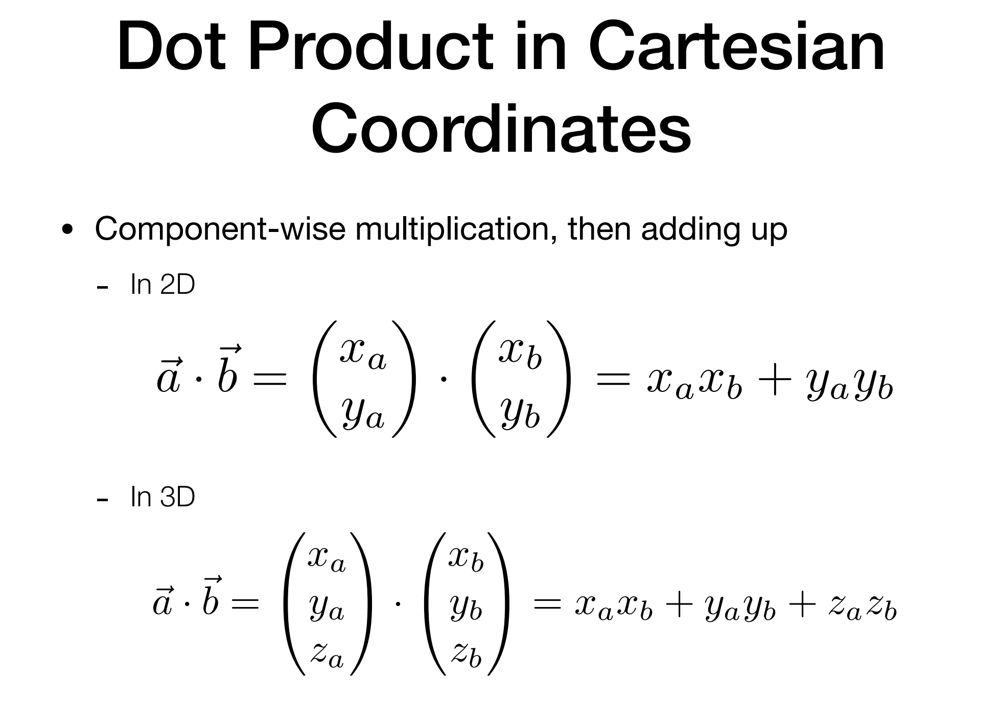 Dot Product in Cartesian
Coordinates
• Component-wise multiplication, then adding up
- In 2D
$\vec{a} \cdot \vec{b} = \begin{pmatrix} x_a \\ y_a \end{pmatrix} \cdot \begin{pmatrix} x_b \\ y_b \end{pmatrix} = x_a x_b + y_a y_b$
- In 3D
$\vec{a} \cdot \vec{b} = \begin{pmatrix} x_a \\ y_a \\ z_a \end{pmatrix} \cdot \begin{pmatrix} x_b \\ y_b \\ z_b \end{pmatrix} = x_a x_b + y_a y_b + z_a z_b$